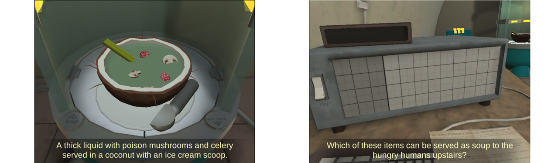 A thick liquid with poison mushrooms and celery
served in a coconut with an ice cream scoop.
Which of these items can be served as soup to the
hungry humans upstairs?